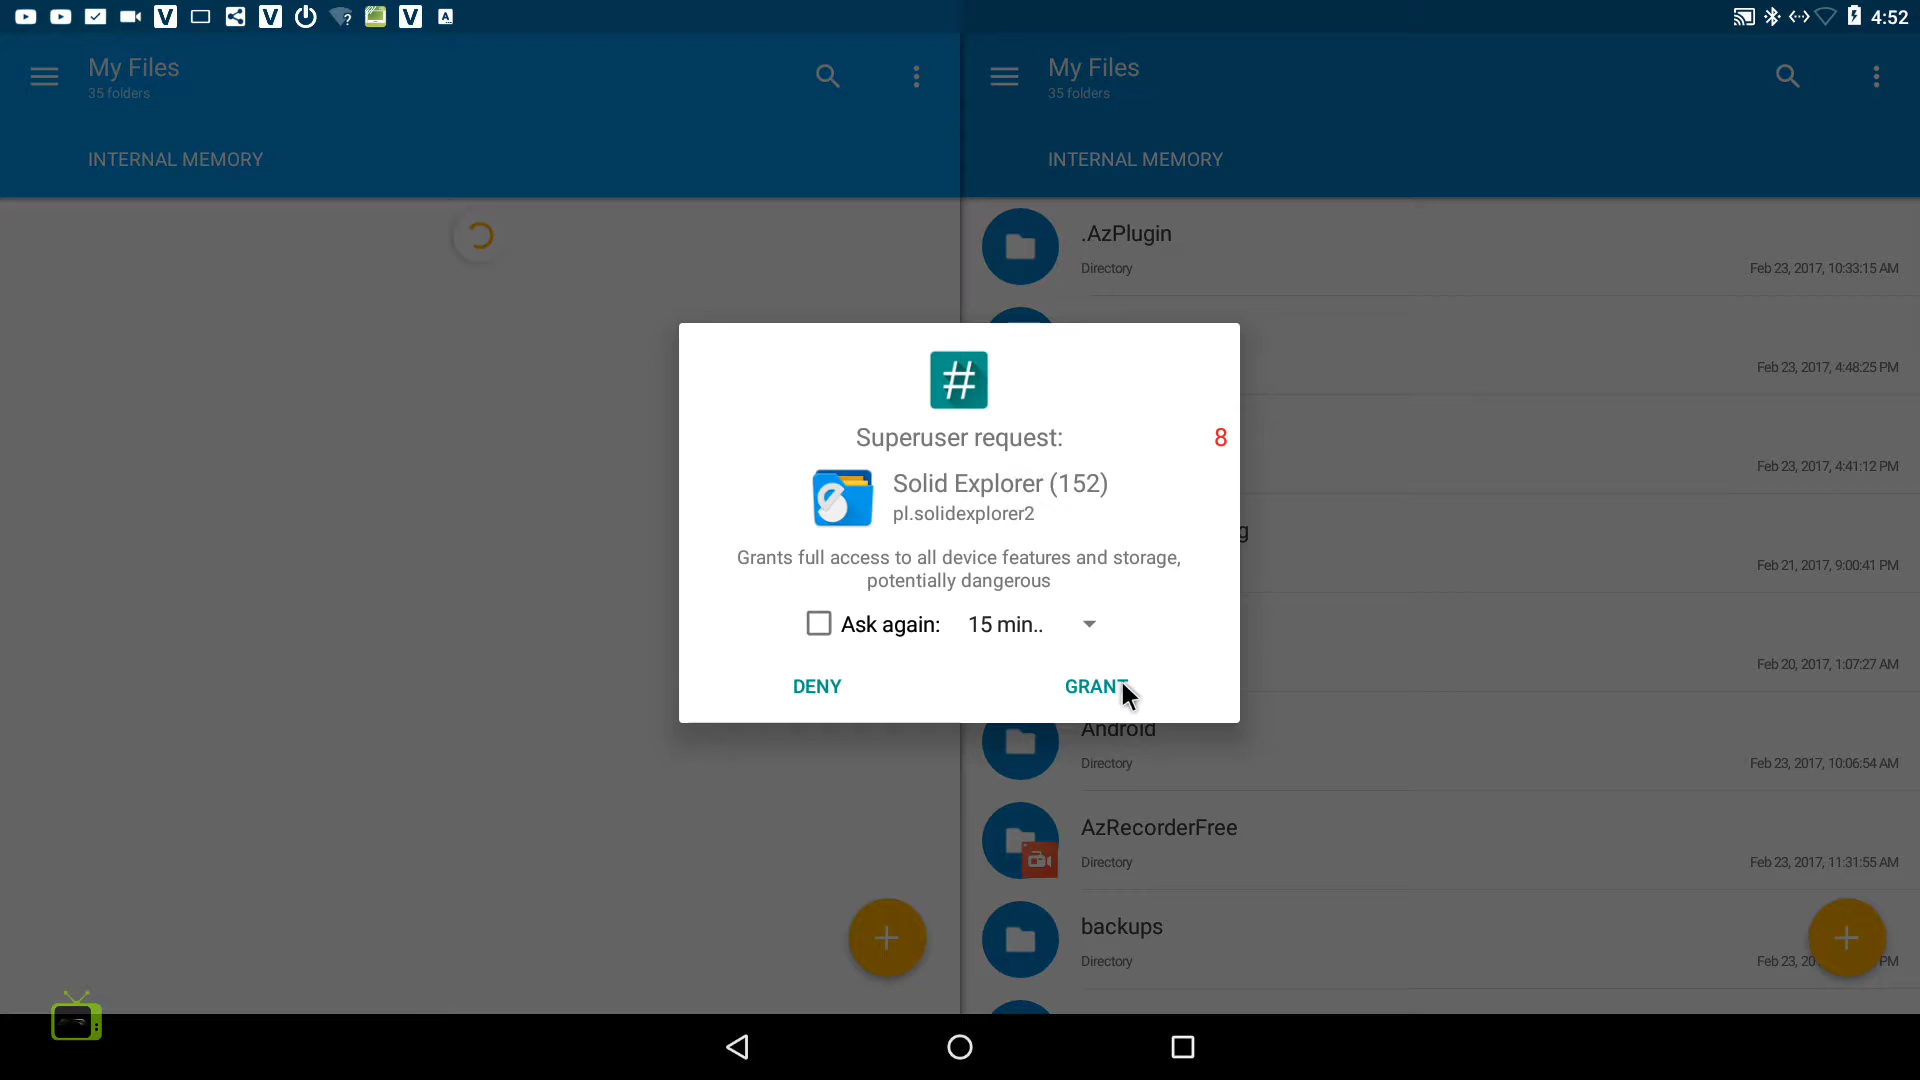 4:52
My Files
35 folders
INTERNAL MEMORY
My Files
35 folders
INTERNAL MEMORY
.AzPlugin
Directory
Feb 23, 2017, 10:33:15 AM
Feb 23, 2017, 4:48:25 PM
Feb 23, 2017, 4:41:12 PM
g
Feb 21, 2017, 9:00:41 PM
Feb 20, 2017, 1:07:27 AM
Android
Directory
Feb 23, 2017, 10:06:54 AM
AzRecorderFree
Directory
Feb 23, 2017, 11:31:55 AM
backups
Directory
Feb 23, 20 PM
#
Superuser request:
8
Solid Explorer (152)
pl.solidexplorer2
Grants full access to all device features and storage,
potentially dangerous
Ask again: 15 min..
DENY
GRANT